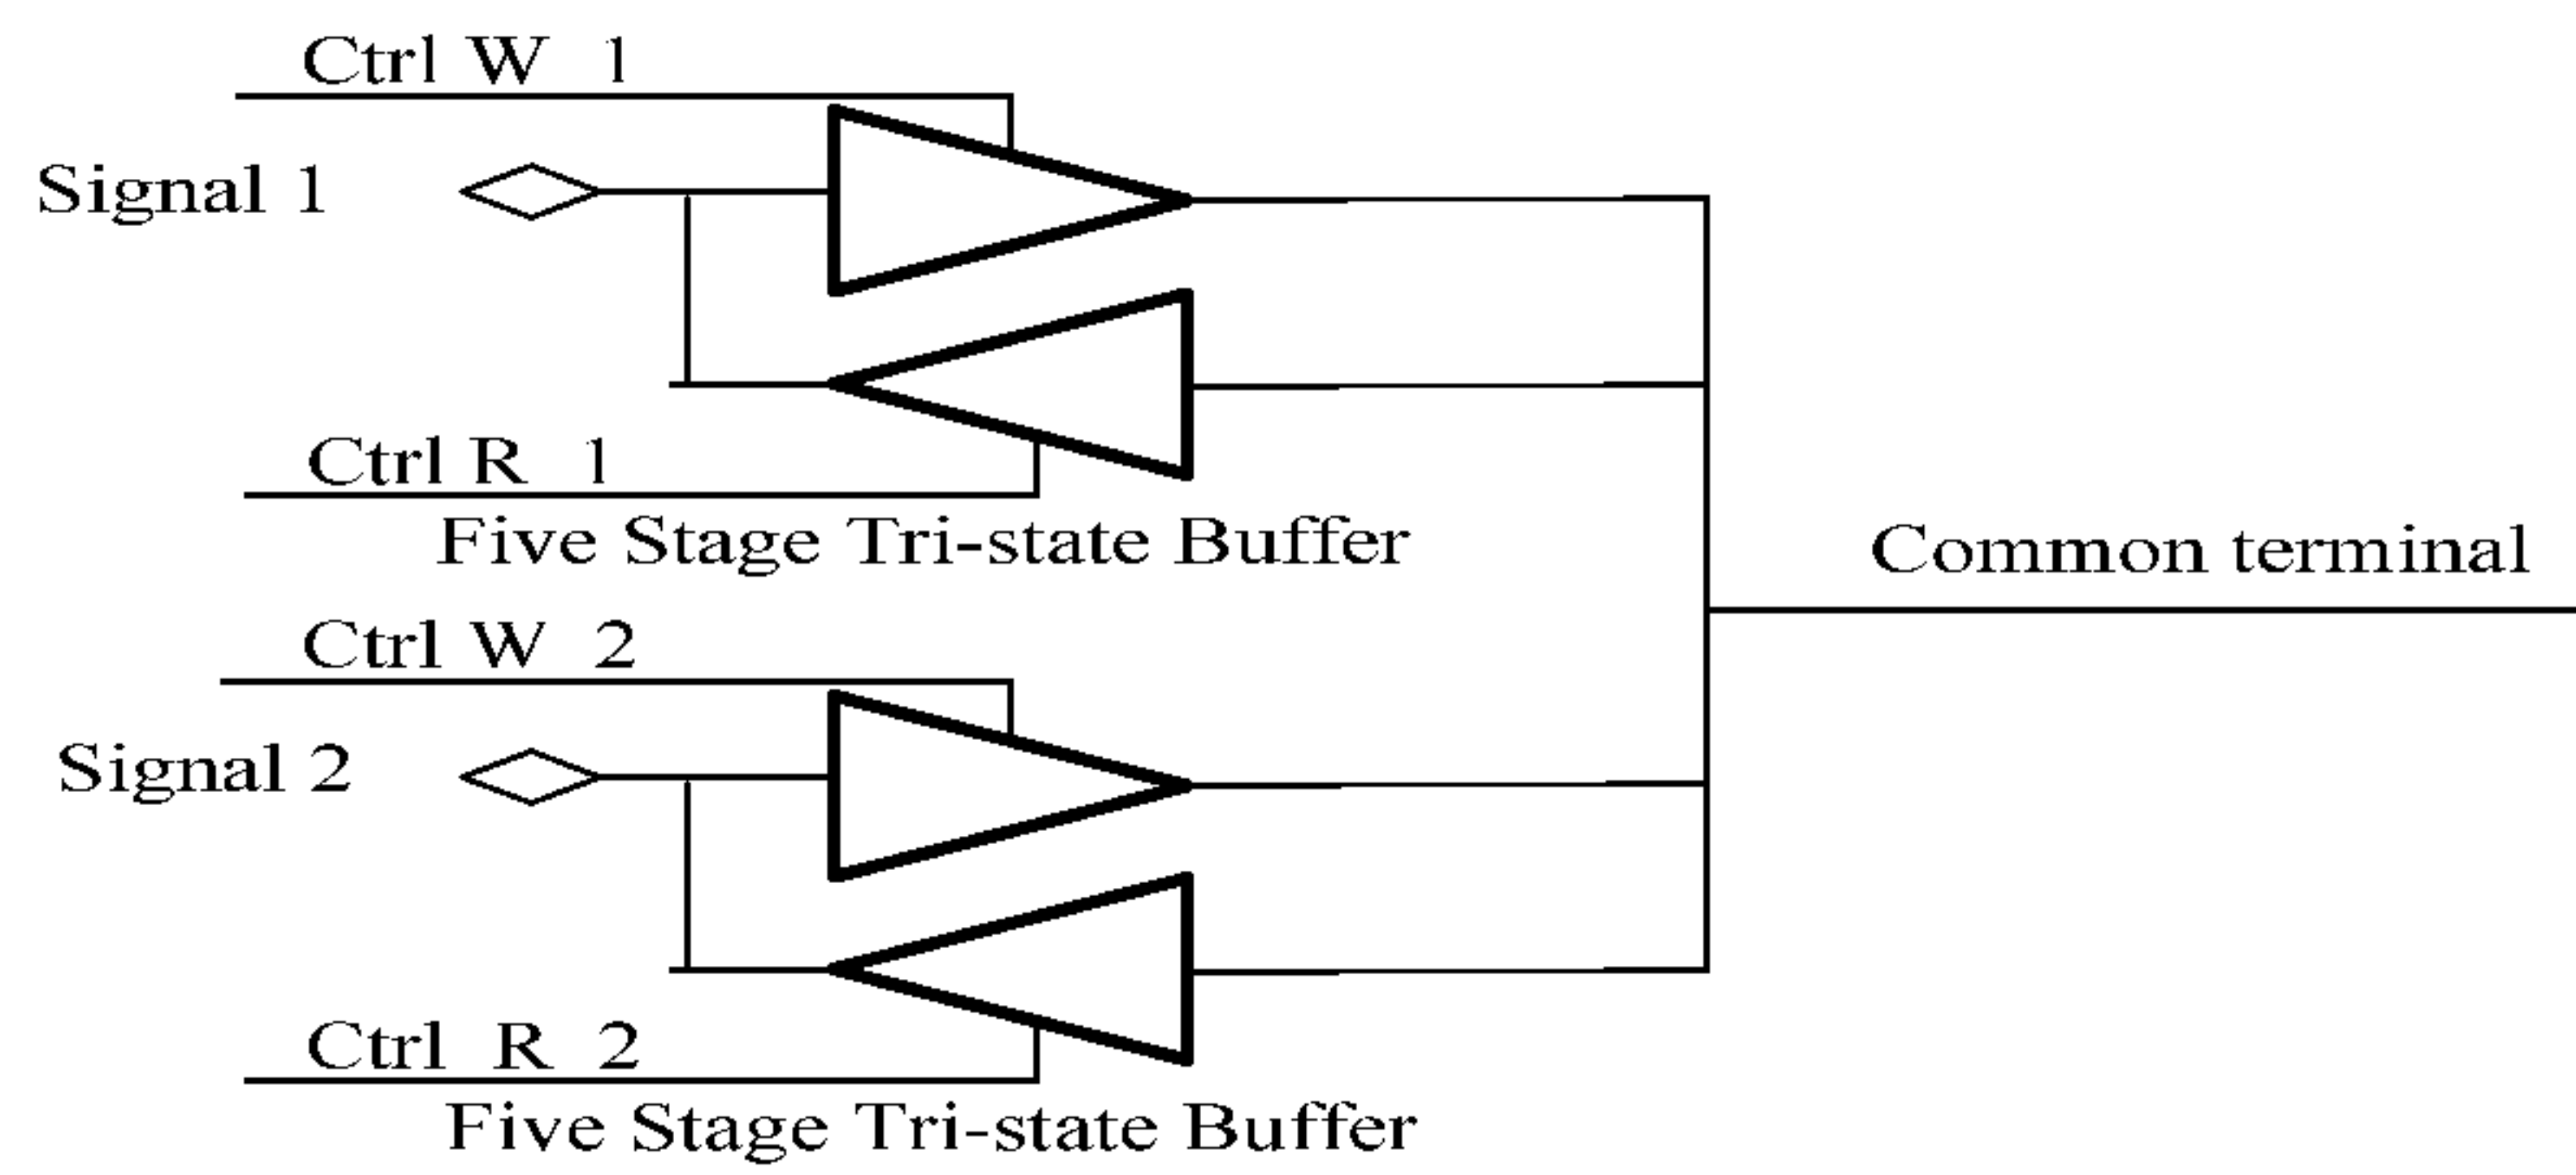 Ctrl W 1
Signal 1
Ctrl R 1
Five Stage Tri-state Buffer
Common terminal
Ctrl W 2
Signal 2
Ctrl R 2
Five Stage Tri-state Buffer